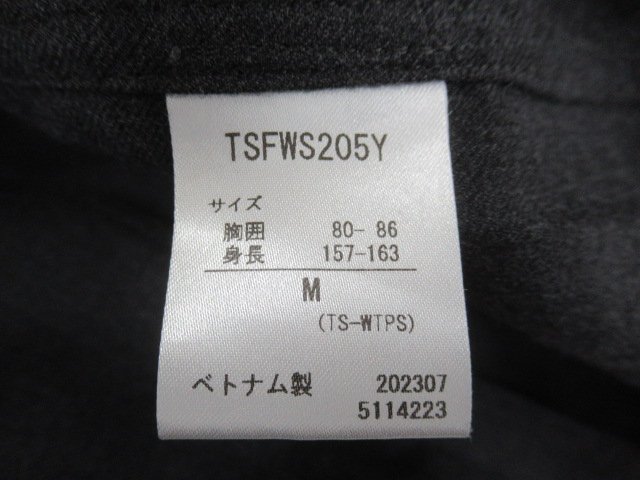 TSFWS205Y
サイズ
胸囲 80- 86
身長 157-163
M
(TS-WTPS)
ベトナム製 202307
5114223